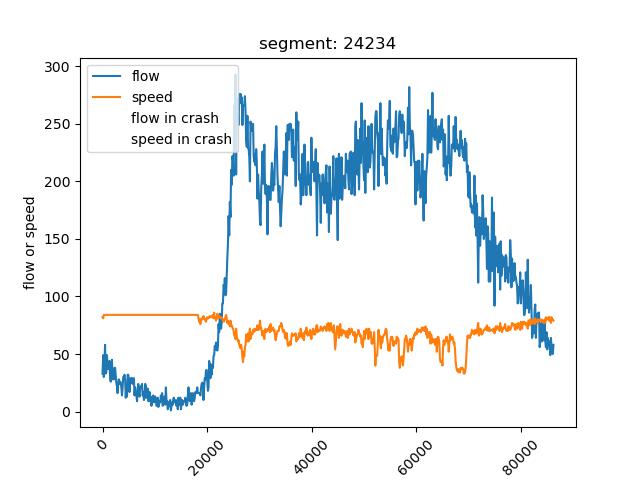 segment: 24234
300
250
200
150
100
50
0
flow or speed
flow
speed
flow in crash
speed in crash
0
20000
40000
60000
80000